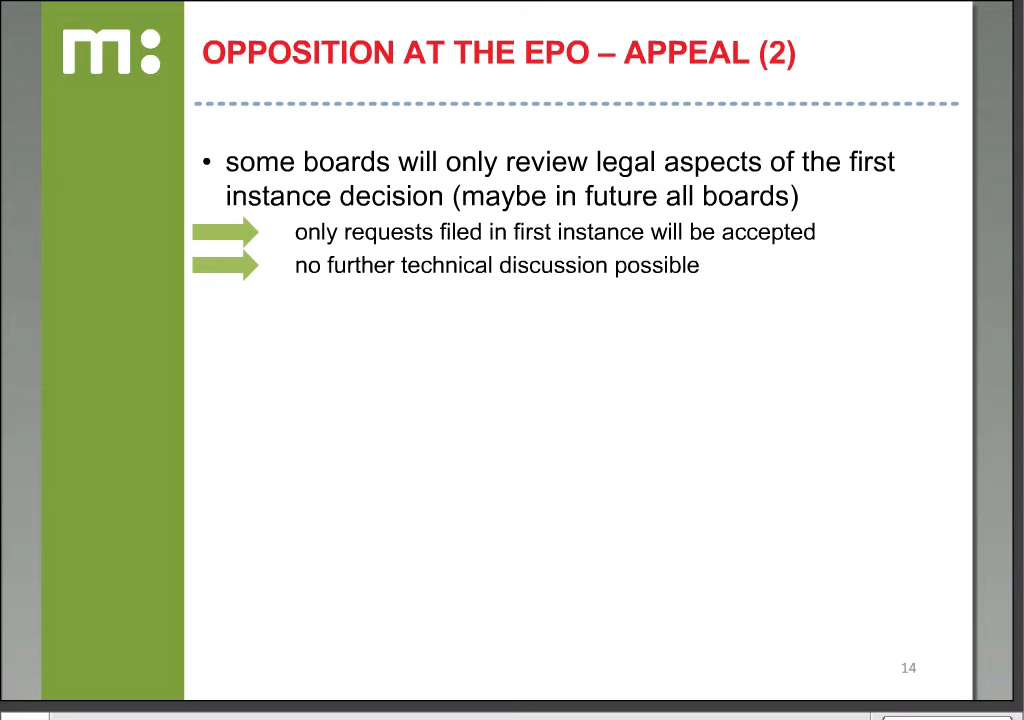 m:
OPPOSITION AT THE EPO – APPEAL (2)
• some boards will only review legal aspects of the first
instance decision (maybe in future all boards)
only requests filed in first instance will be accepted
no further technical discussion possible
14